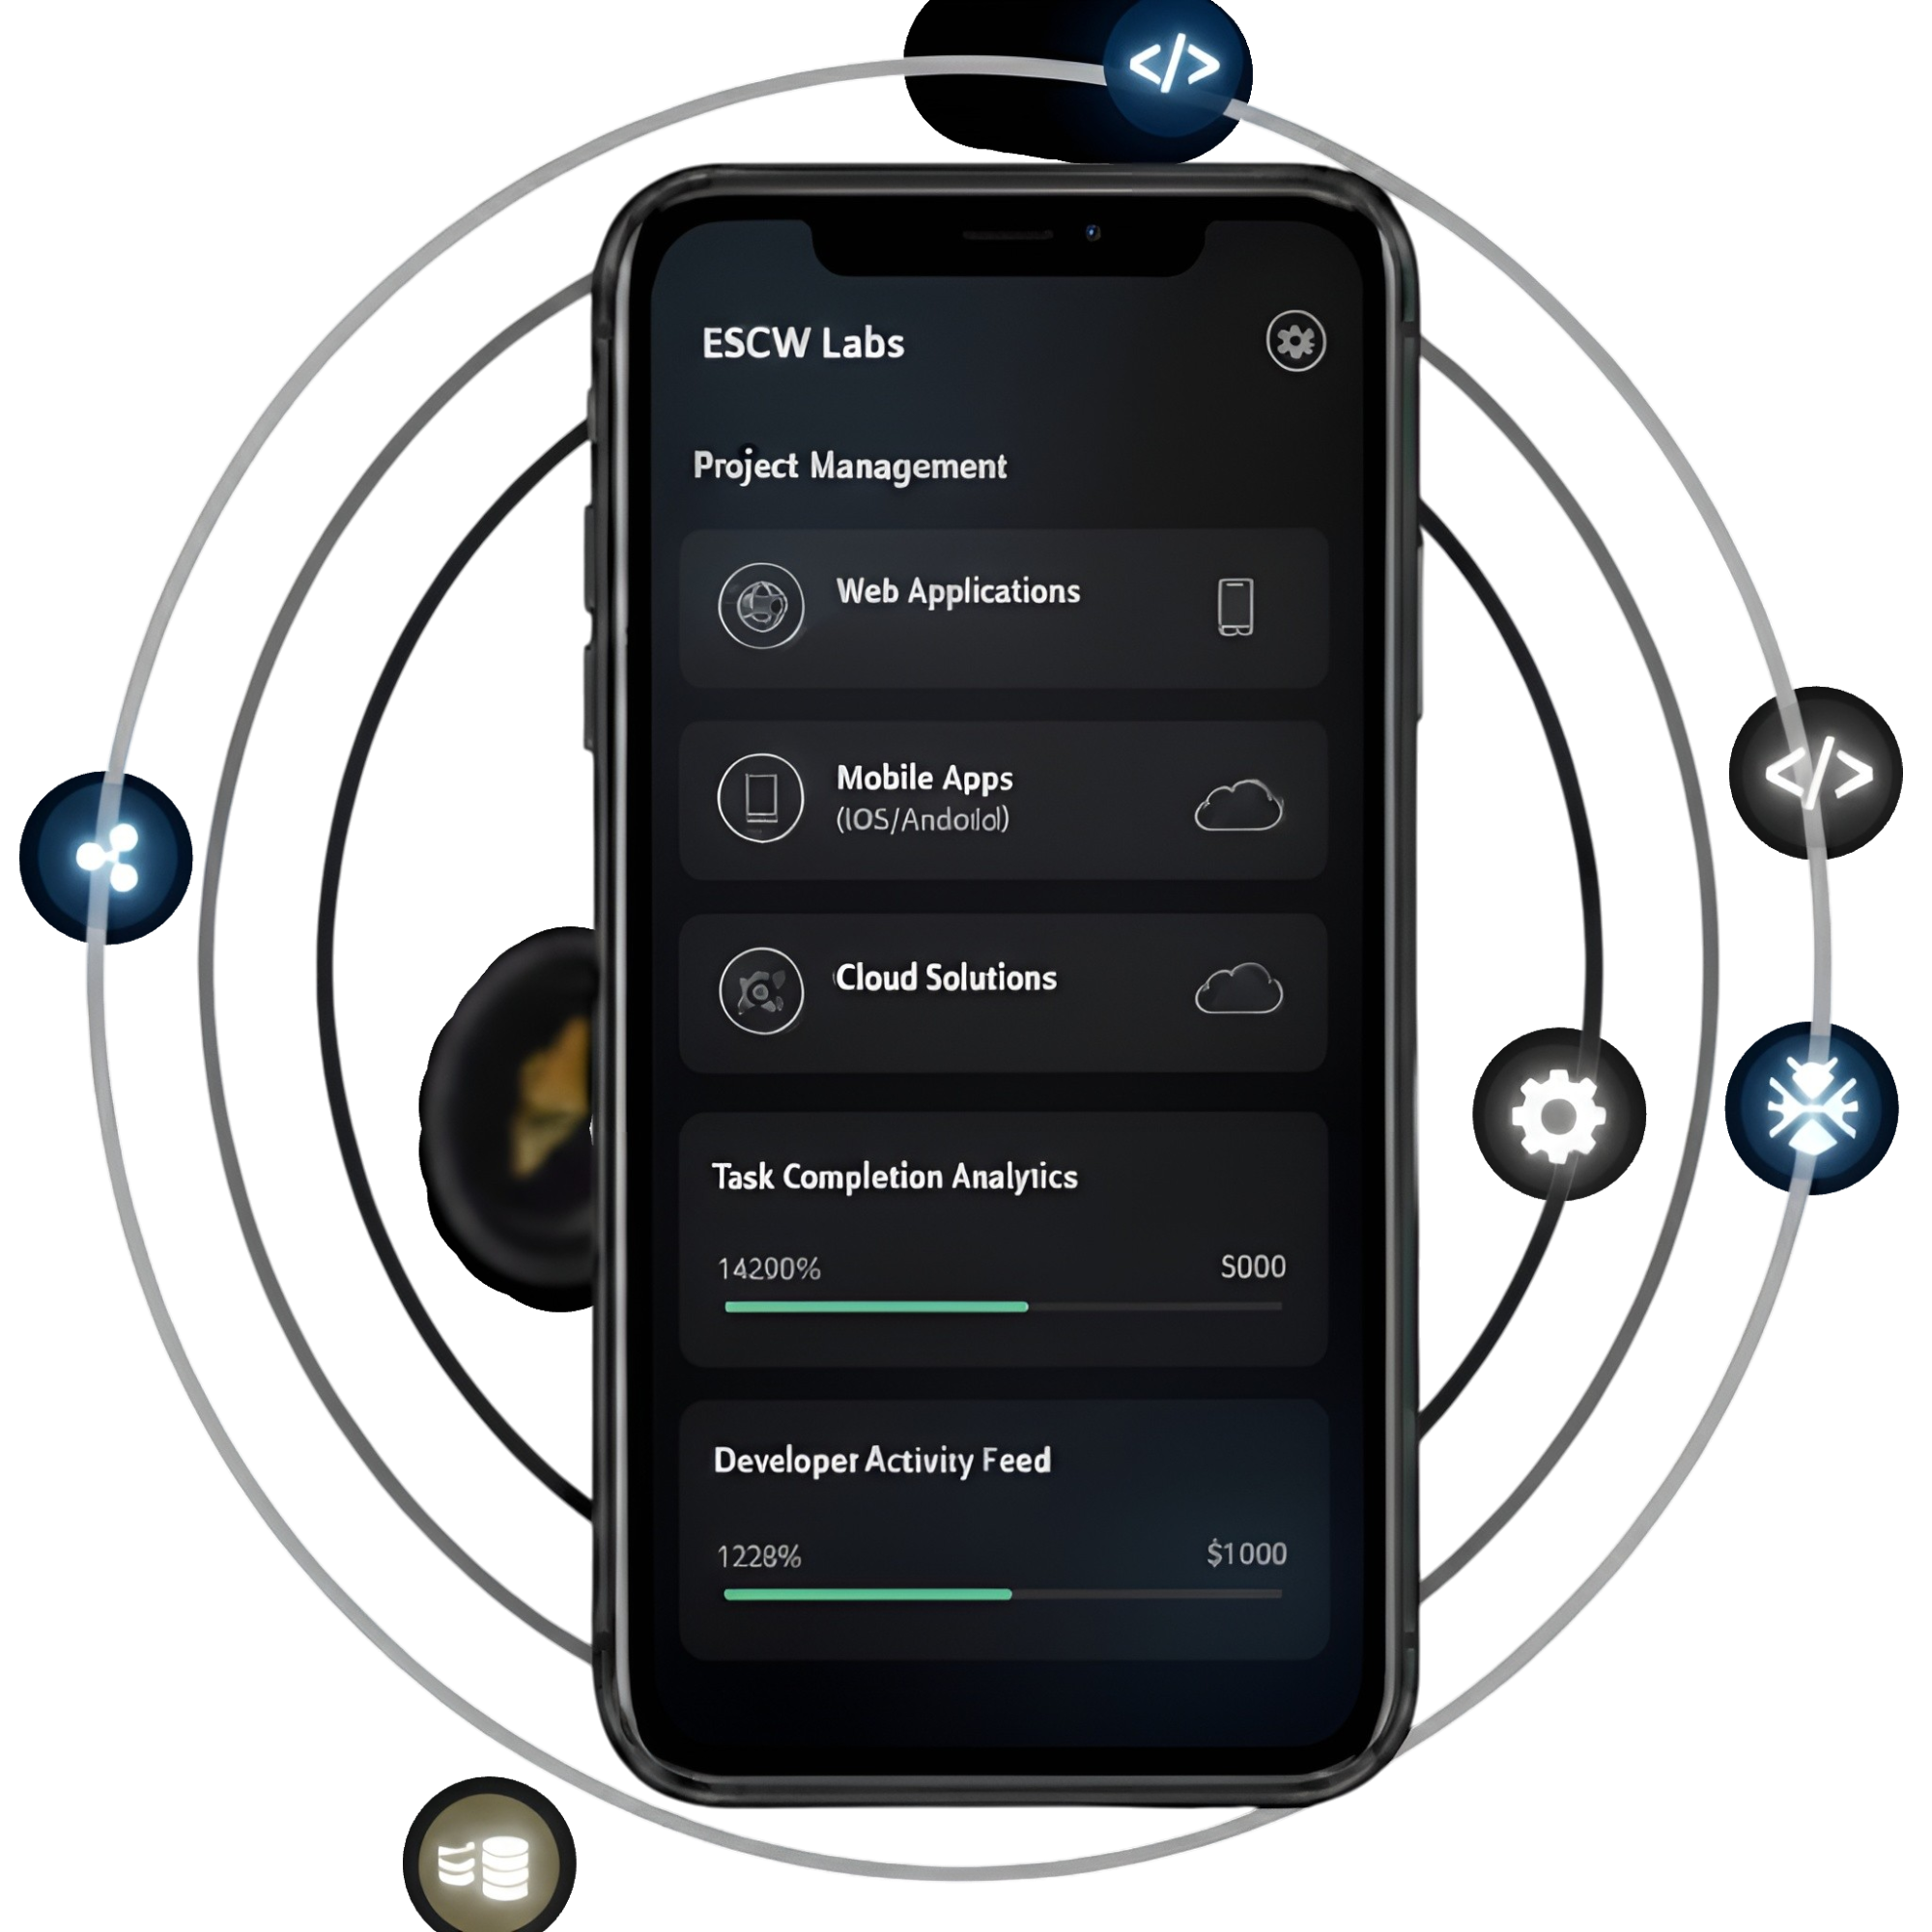 ESCW Labs
Project Management
Web Applications
Mobile Apps
(IOS/Andoilol)
Cloud Solutions
Task Completion Analytics
14200% S000
Developer Activity Feed
1228% $1000